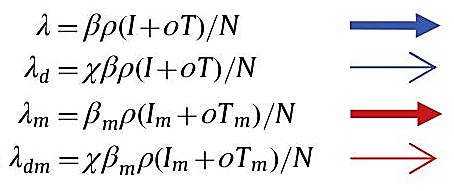 λ = βρ(I + oT)/N
λ_d = χβρ(I + oT)/N
λ_m = β_mρ(I_m + oT_m)/N
λ_dm = χβ_mρ(I_m + oT_m)/N